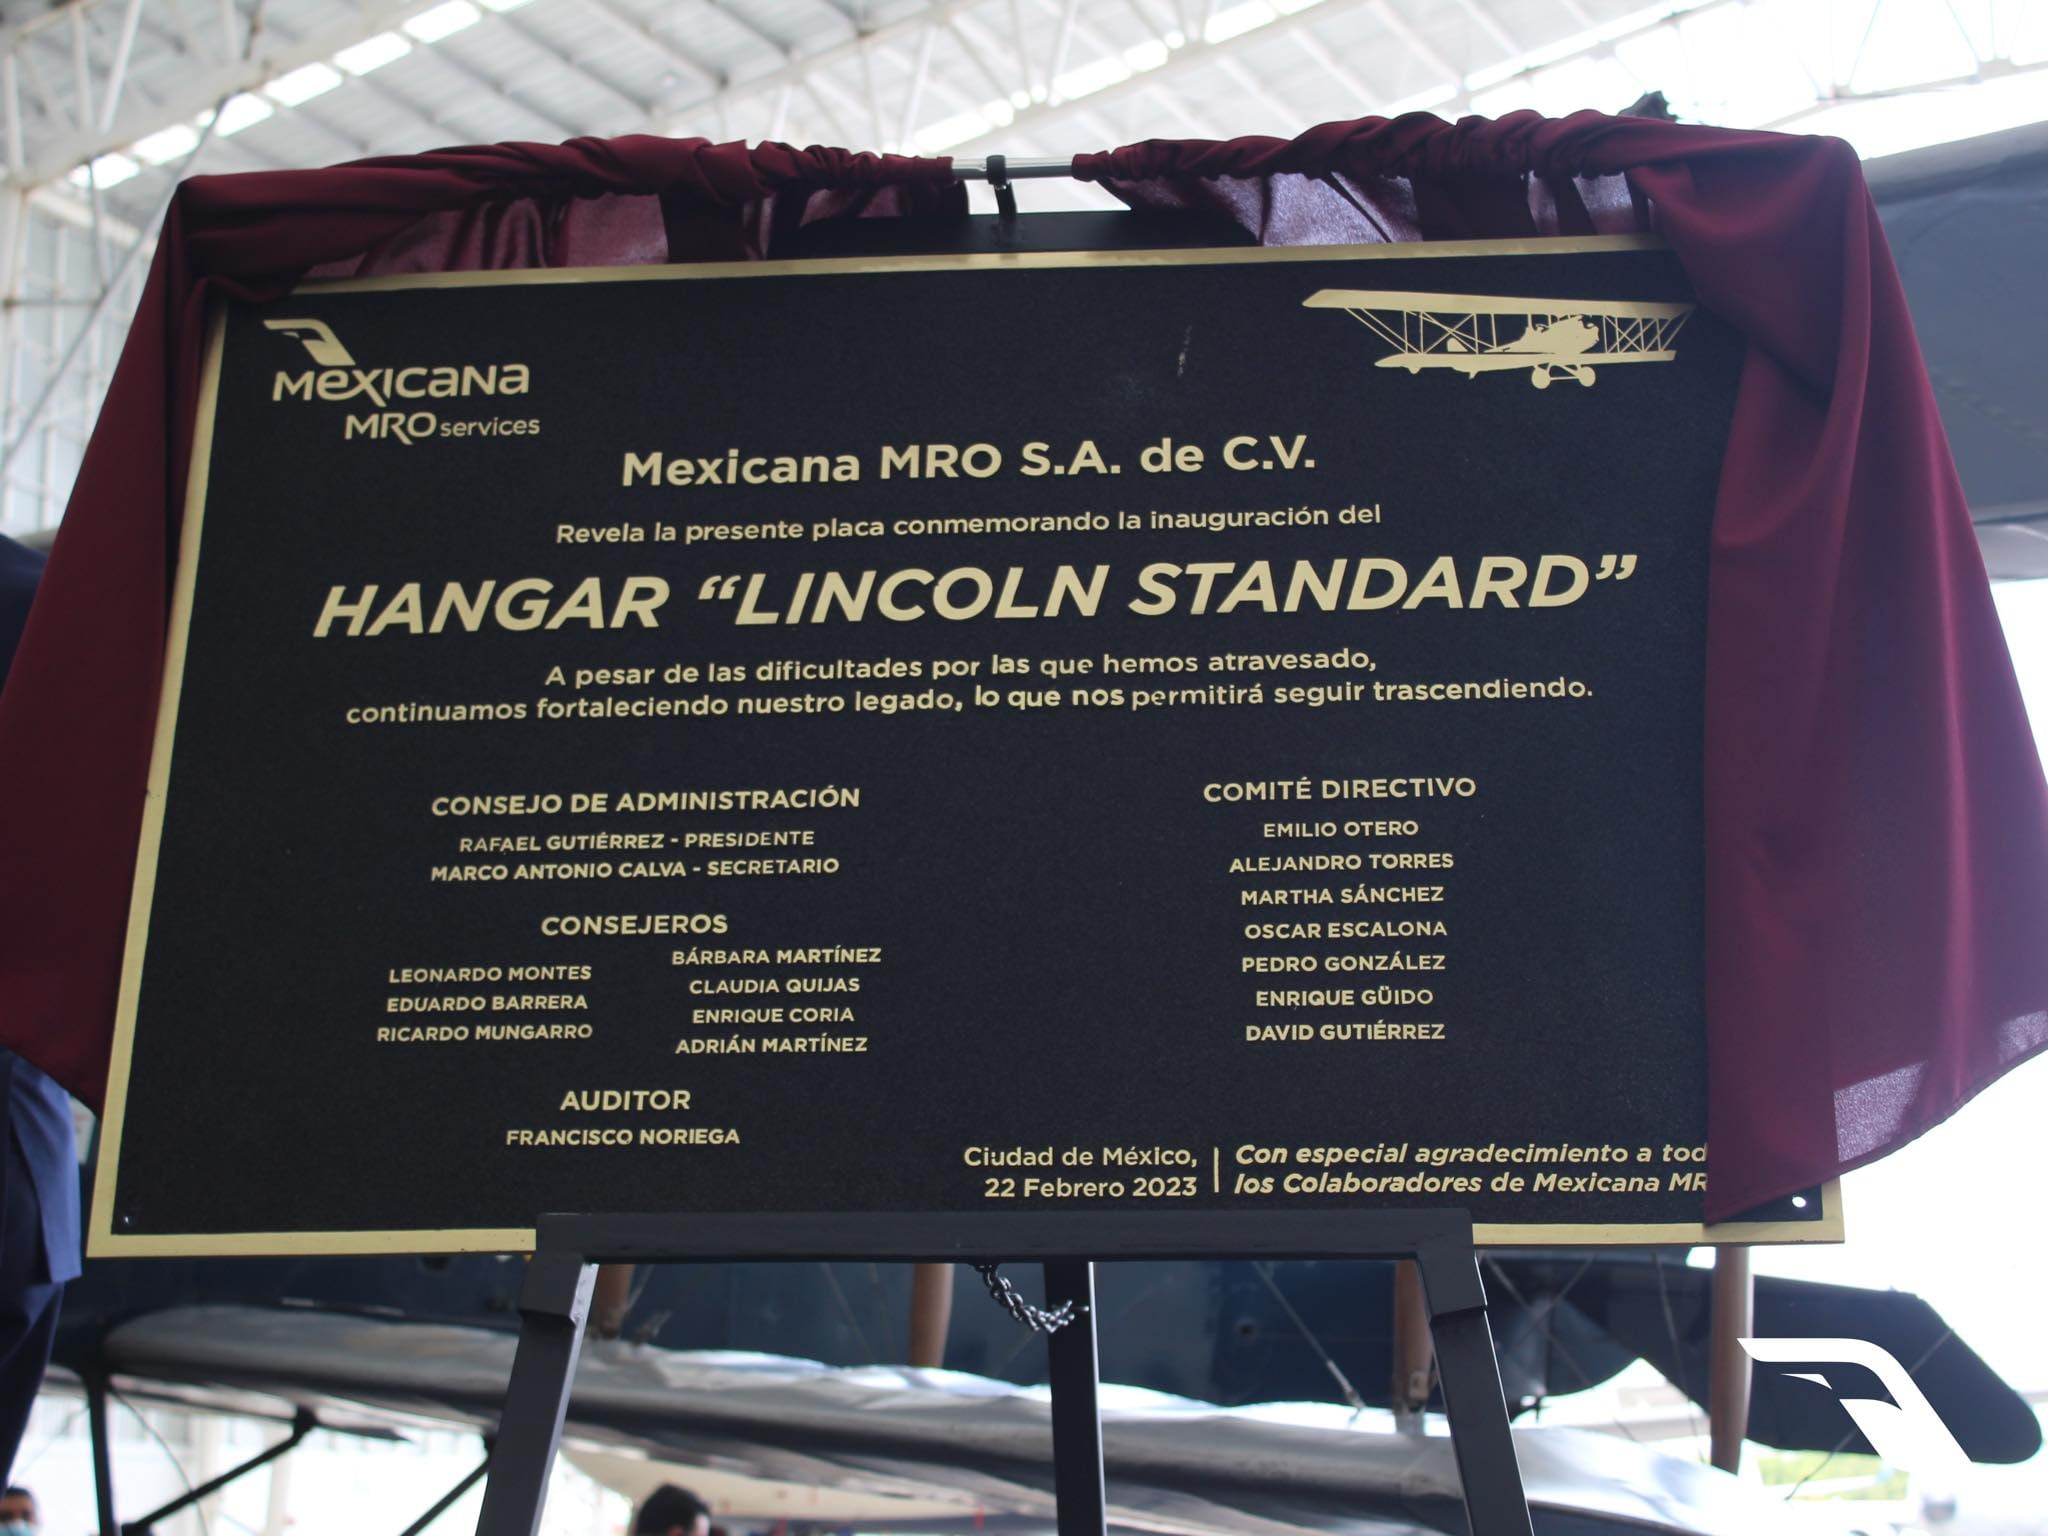 Mexicana
MRO services
Mexicana MRO S.A. de C.V.
Revela la presente placa conmemorando la inauguración del
HANGAR “LINCOLN STANDARD”
A pesar de las dificultades por las que hemos atravesado,
continuamos fortaleciendo nuestro legado, lo que nos permitirá seguir trascendiendo.
CONSEJO DE ADMINISTRACIÓN
RAFAEL GUTIÉRREZ - PRESIDENTE
MARCO ANTONIO CALVA - SECRETARIO
CONSEJEROS
LEONARDO MONTES
EDUARDO BARRERA
RICARDO MUNGARRO
BÁRBARA MARTÍNEZ
CLAUDIA QUIJAS
ENRIQUE CORIA
ADRIÁN MARTÍNEZ
AUDITOR
FRANCISCO NORIEGA
COMITÉ DIRECTIVO
EMILIO OTERO
ALEJANDRO TORRES
MARTHA SÁNCHEZ
OSCAR ESCALONA
PEDRO GONZÁLEZ
ENRIQUE GÜIDO
DAVID GUTIÉRREZ
Ciudad de México,
22 Febrero 2023
Con especial agradecimiento a
los Colaboradores de Mexicana